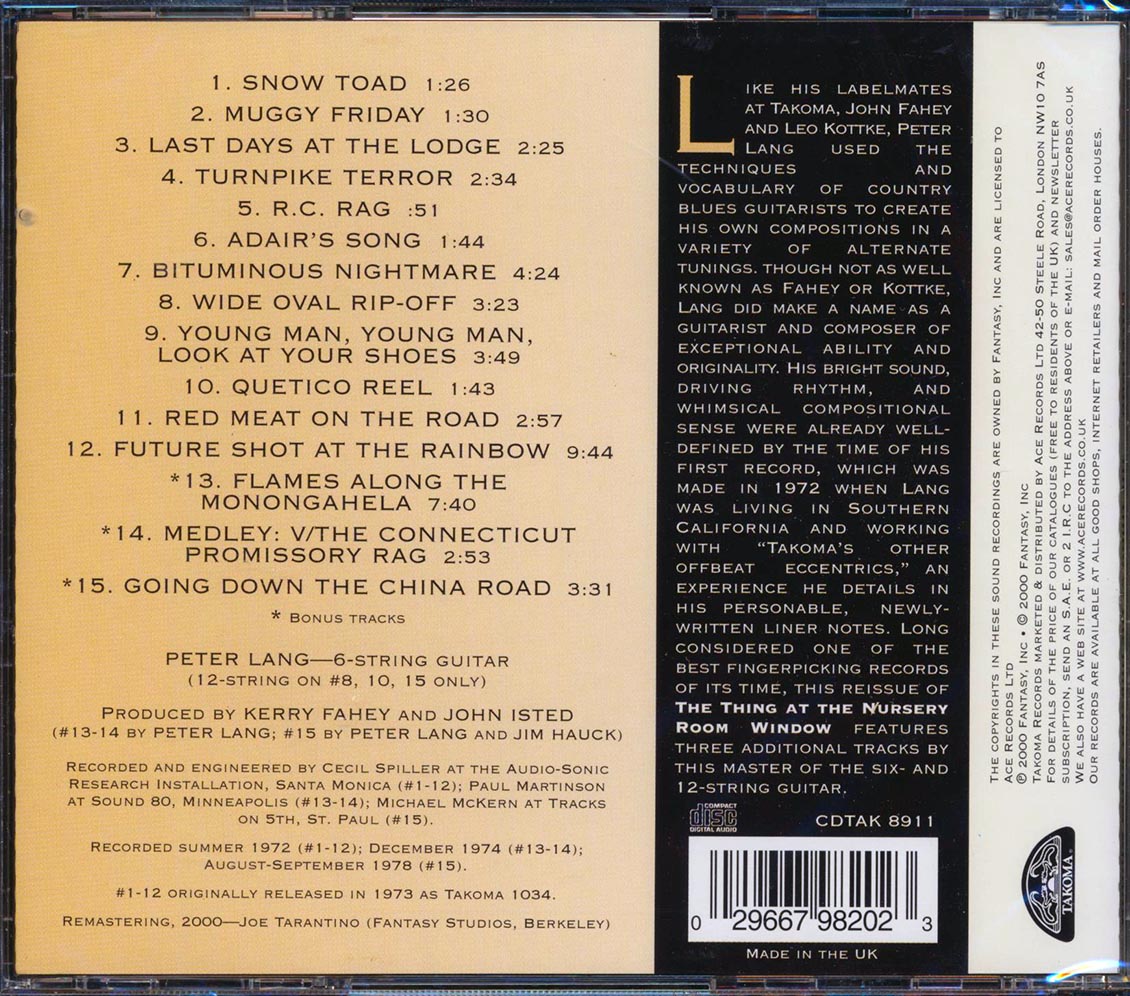 1. SNOW TOAD 1:26
2. MUGGY FRIDAY 1:30
3. LAST DAYS AT THE LODGE 2:25
4. TURNPIKE TERROR 2:34
5. R.C. RAG :51
6. ADAIR'S SONG 1:44
7. BITUMINOUS NIGHTMARE 4:24
8. WIDE OVAL RIP-OFF 3:23
9. YOUNG MAN, YOUNG MAN,
LOOK AT YOUR SHOES 3:49
10. QUETICO REEL 1:43
11. RED MEAT ON THE ROAD 2:57
12. FUTURE SHOT AT THE RAINBOW 9:44
*13. FLAMES ALONG THE
MONONGAHELA 7:40
*14. MEDLEY: V/THE CONNECTICUT
PROMISSORY RAG 2:53
*15. GOING DOWN THE CHINA ROAD 3:31
* BONUS TRACKS
PETER LANG—6-STRING GUITAR
(12-STRING ON #8, 10, 15 ONLY)
PRODUCED BY KERRY FAHEY AND JOHN ISTED
(#13-14 BY PETER LANG; #15 BY PETER LANG AND JIM HAUCK)
RECORDED AND ENGINEERED BY CECIL SPILLER AT THE AUDIO-SONIC
RESEARCH INSTALLATION, SANTA MONICA (#1-12); PAUL MARTINSON
AT SOUND 80, MINNEAPOLIS (#13-14); MICHAEL MCKERN AT TRACKS
ON 5TH, ST. PAUL (#15).
RECORDED SUMMER 1972 (#1-12); DECEMBER 1974 (#13-14);
AUGUST-SEPTEMBER 1978 (#15).
#1-12 ORIGINALLY RELEASED IN 1973 AS TAKOMA 1034.
REMASTERING, 2000—JOE TARANTINO (FANTASY STUDIOS, BERKELEY)
LIKE HIS LABELMATES
AT TAKOMA, JOHN FAHEY
AND LEO KOTTKE, PETER
LANG USED THE
TECHNIQUES AND
VOCABULARY OF COUNTRY
BLUES GUITARISTS TO CREATE
HIS OWN COMPOSITIONS IN A
VARIETY OF ALTERNATE
TUNINGS. THOUGH NOT AS WELL
KNOWN AS FAHEY OR KOTTKE,
LANG DID MAKE A NAME AS A
GUITARIST AND COMPOSER OF
EXCEPTIONAL ABILITY AND
ORIGINALITY. HIS BRIGHT SOUND,
DRIVING RHYTHM, AND
WHIMSICAL COMPOSITIONAL
SENSE WERE ALREADY WELL-
DEFINED BY THE TIME OF HIS
FIRST RECORD, WHICH WAS
MADE IN 1972 WHEN LANG
WAS LIVING IN SOUTHERN
CALIFORNIA AND WORKING
WITH "TAKOMA'S OTHER
OFFBEAT ECCENTRICS," AN
EXPERIENCE HE DETAILS IN
HIS PERSONABLE, NEWLY-
WRITTEN LINER NOTES. LONG
CONSIDERED ONE OF THE
BEST FINGERPICKING RECORDS
OF ITS TIME, THIS REISSUE OF
THE THING AT THE NURSERY
ROOM WINDOW FEATURES
THREE ADDITIONAL TRACKS BY
THIS MASTER OF THE SIX- AND
12-STRING GUITAR.
COMPACT
disc
DIGITAL AUDIO
CDTAK 8911
0 29667 98202 3
MADE IN THE UK
THE COPYRIGHTS IN THESE SOUND RECORDINGS ARE OWNED BY FANTASY, INC AND ARE LICENSED TO
ACE RECORDS LTD
℗ 2000 FANTASY, INC • © 2000 FANTASY, INC
TAKOMA RECORDS MARKETED & DISTRIBUTED BY ACE RECORDS LTD 42-50 STEELE ROAD, LONDON NW10 7AS
FOR DETAILS OF THE PRICE OF OUR CATALOGUES (FREE TO RESIDENTS OF THE UK) AND NEWSLETTER
SUBSCRIPTION, SEND AN S.A.E. OR 2 I.R.C TO THE ADDRESS ABOVE OR E-MAIL: SALES@ACERECORDS.CO.UK
WE ALSO HAVE A WEB SITE AT WWW.ACERECORDS.CO.UK
OUR RECORDS ARE AVAILABLE AT ALL GOOD SHOPS, INTERNET RETAILERS AND MAIL ORDER HOUSES.
TAKOMA®